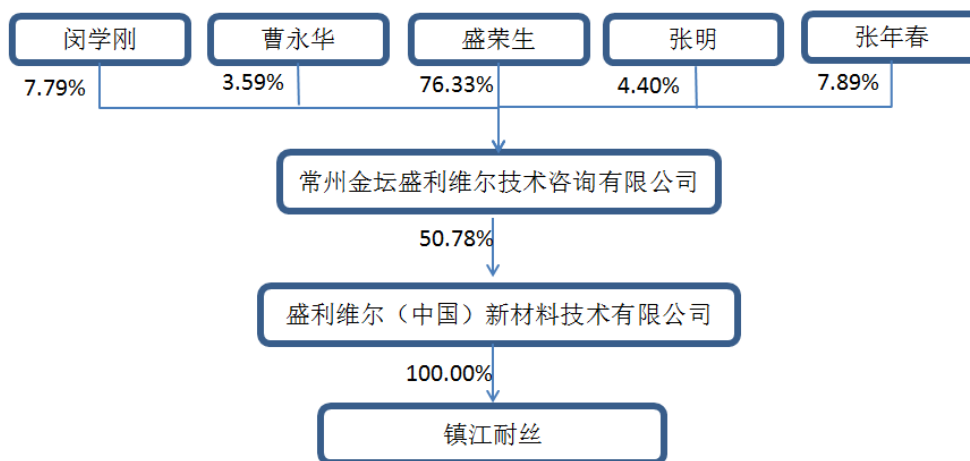 闵学刚
曹永华
盛荣生
张明
张年春
7.79%
3.59%
76.33%
4.40%
7.89%
常州金坛盛利维尔技术咨询有限公司
50.78%
盛利维尔（中国）新材料技术有限公司
100.00%
镇江耐丝